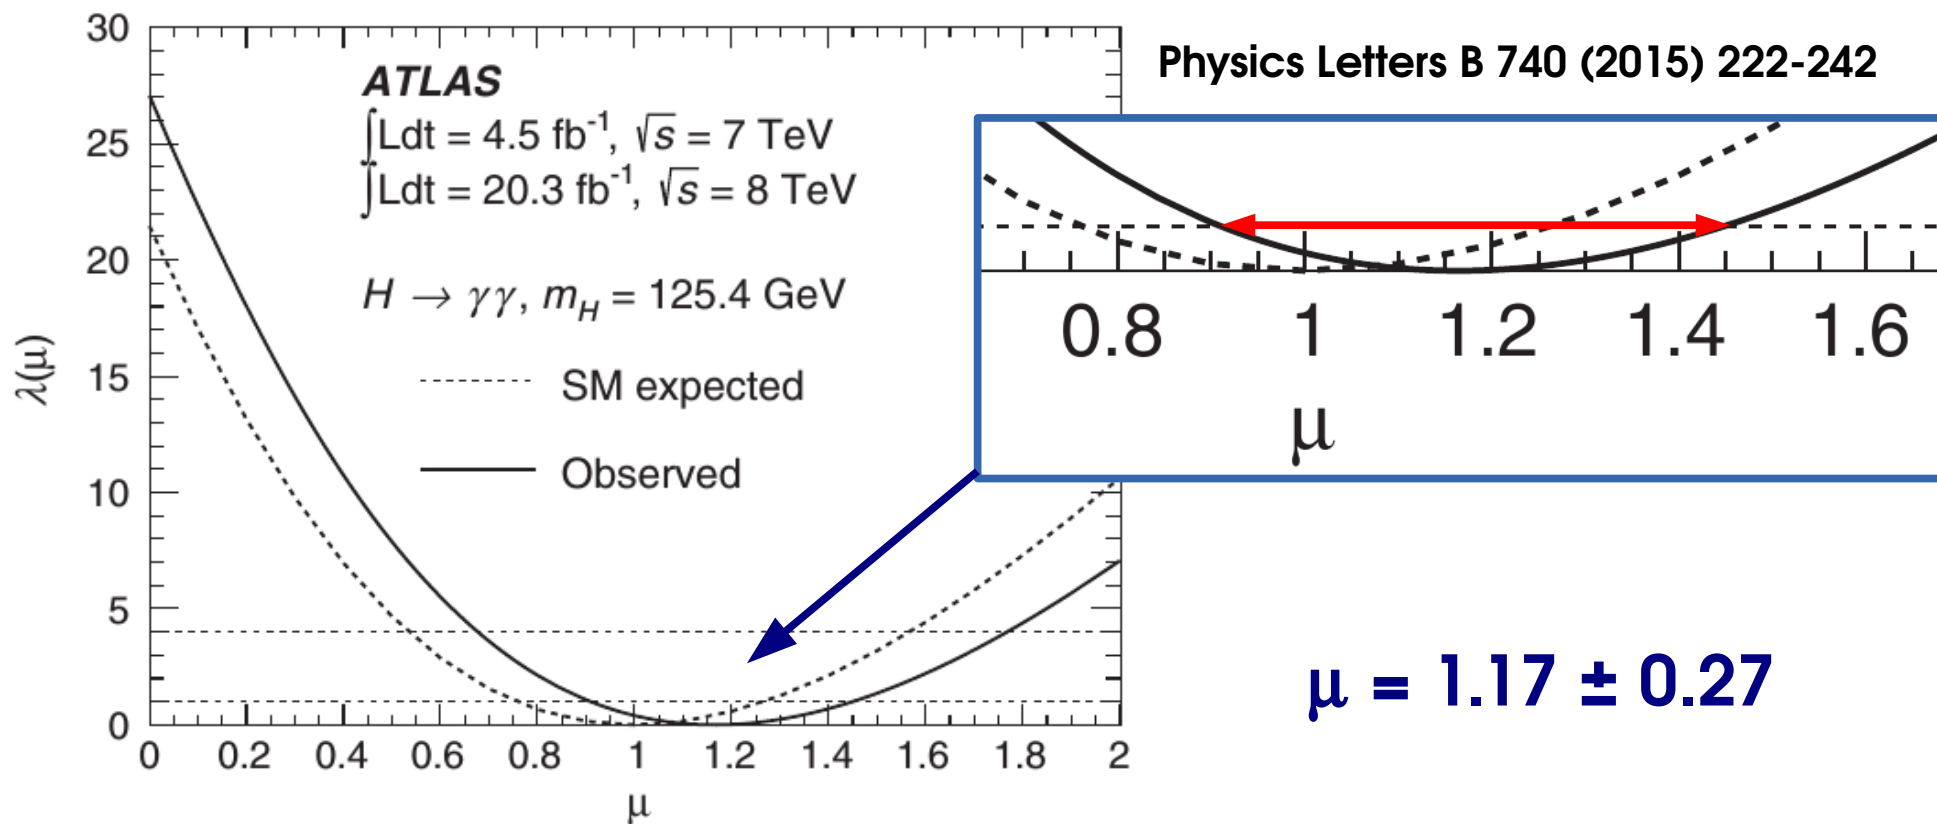 Physics Letters B 740 (2015) 222-242
ATLAS
∫Ldt = 4.5 fb⁻¹, √s = 7 TeV
∫Ldt = 20.3 fb⁻¹, √s = 8 TeV
H → γγ, m_H = 125.4 GeV
SM expected
Observed
λ(μ)
30
25
20
15
10
5
0
0 0.2 0.4 0.6 0.8 1 1.2 1.4 1.6 1.8 2
μ
0.8 1 1.2 1.4 1.6
μ
μ = 1.17 ± 0.27